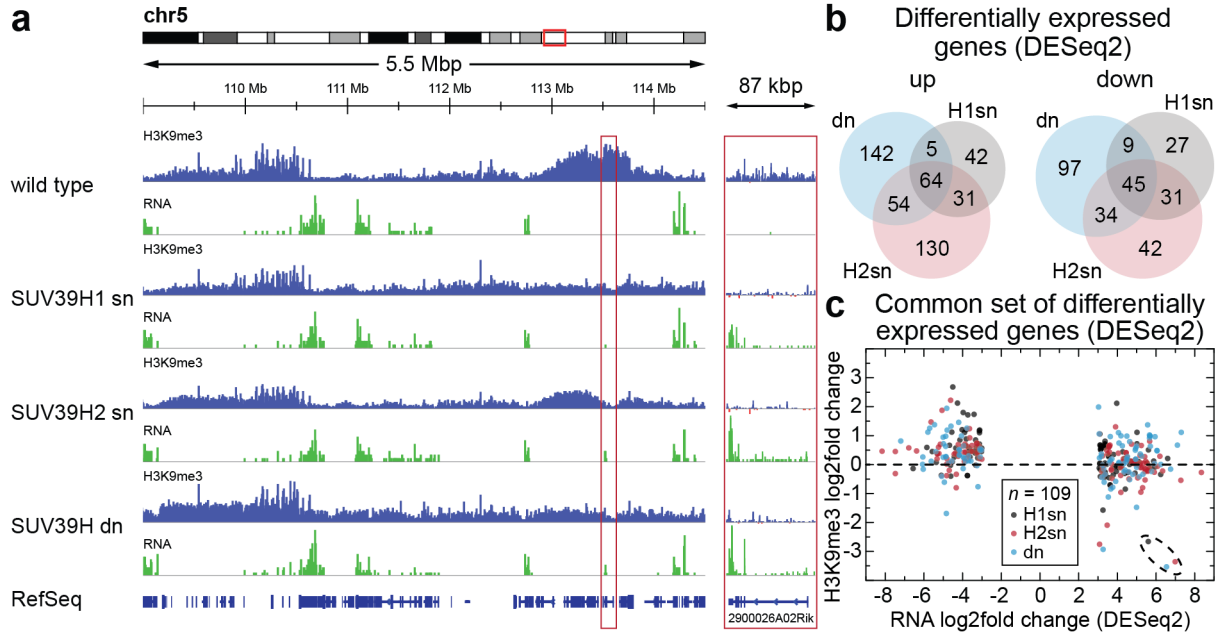 a
chr5
5.5 Mbp
110 Mb 111 Mb 112 Mb 113 Mb 114 Mb
87 kbp
wild type
H3K9me3
RNA
SUV39H1 sn
H3K9me3
RNA
SUV39H2 sn
H3K9me3
RNA
SUV39H dn
H3K9me3
RNA
RefSeq
2900026A02Rik
b
Differentially expressed
genes (DESeq2)
up
dn
H1sn
142
5
42
64
54
31
130
H2sn
down
dn
H1sn
97
9
27
45
34
31
42
H2sn
c
Common set of differentially
expressed genes (DESeq2)
H3K9me3 log2fold change
3
2
1
0
-1
-2
-3
n = 109
H1sn
H2sn
dn
-8 -6 -4 -2 0 2 4 6 8
RNA log2fold change (DESeq2)